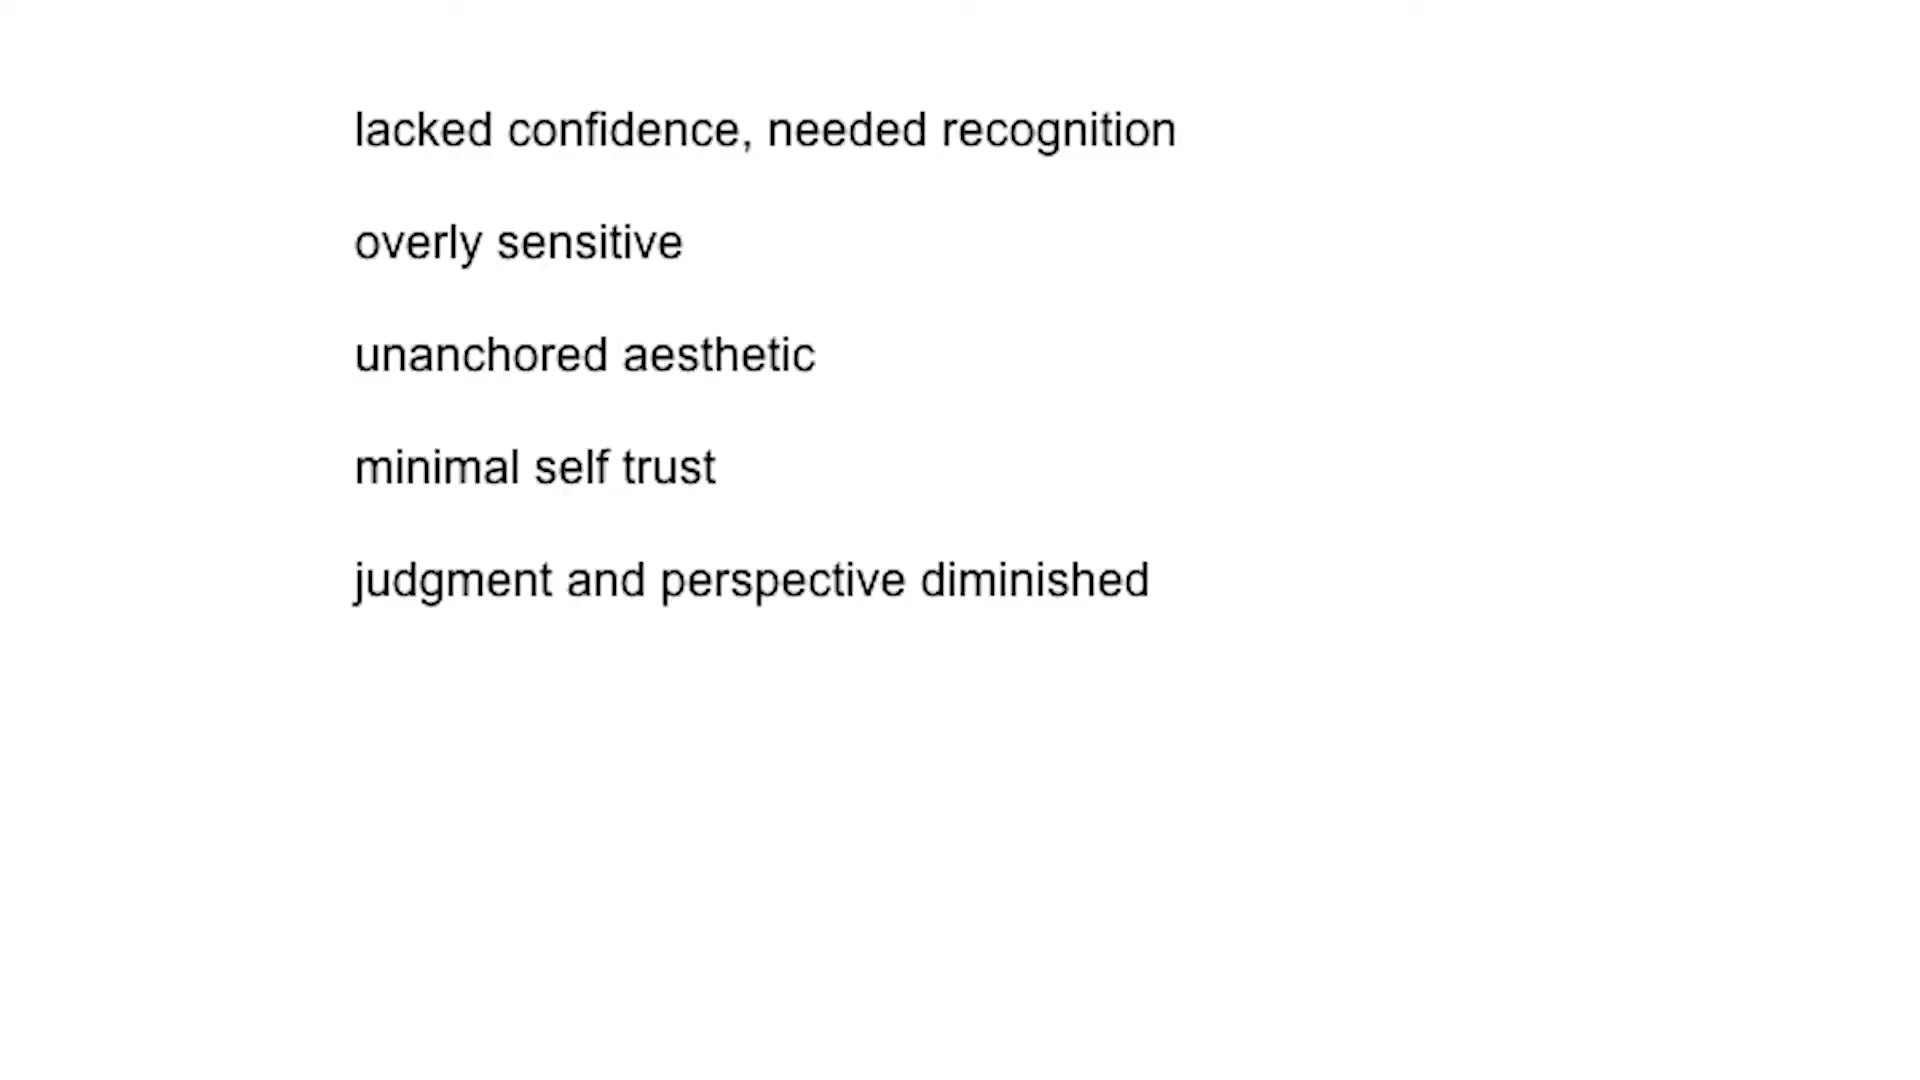 lacked confidence, needed recognition
overly sensitive
unanchored aesthetic
minimal self trust
judgment and perspective diminished